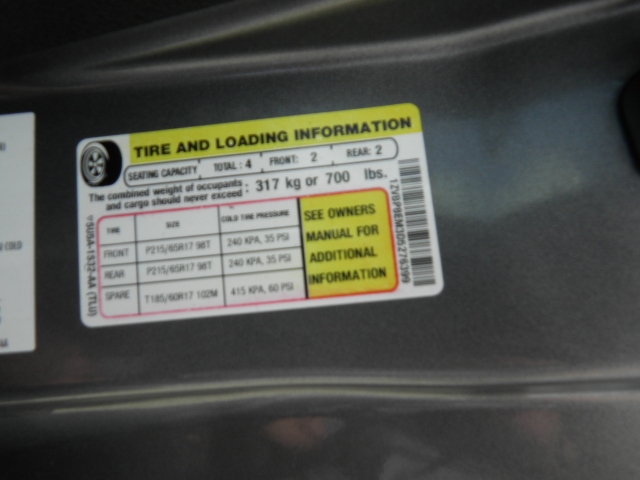 TIRE AND LOADING INFORMATION
SEATING CAPACITY TOTAL : 4 FRONT: 2 REAR: 2
The combined weight of occupants and cargo should never exceed : 317 kg or 700 lbs.
TIRE SIZE COLD TIRE PRESSURE
FRONT P215/65R17 98T 240 KPA, 35 PSI
REAR P215/65R17 98T 240 KPA, 35 PSI
SPARE T185/60R17 102M 415 KPA, 60 PSI
SEE OWNERS
MANUAL FOR
ADDITIONAL
INFORMATION
COLD